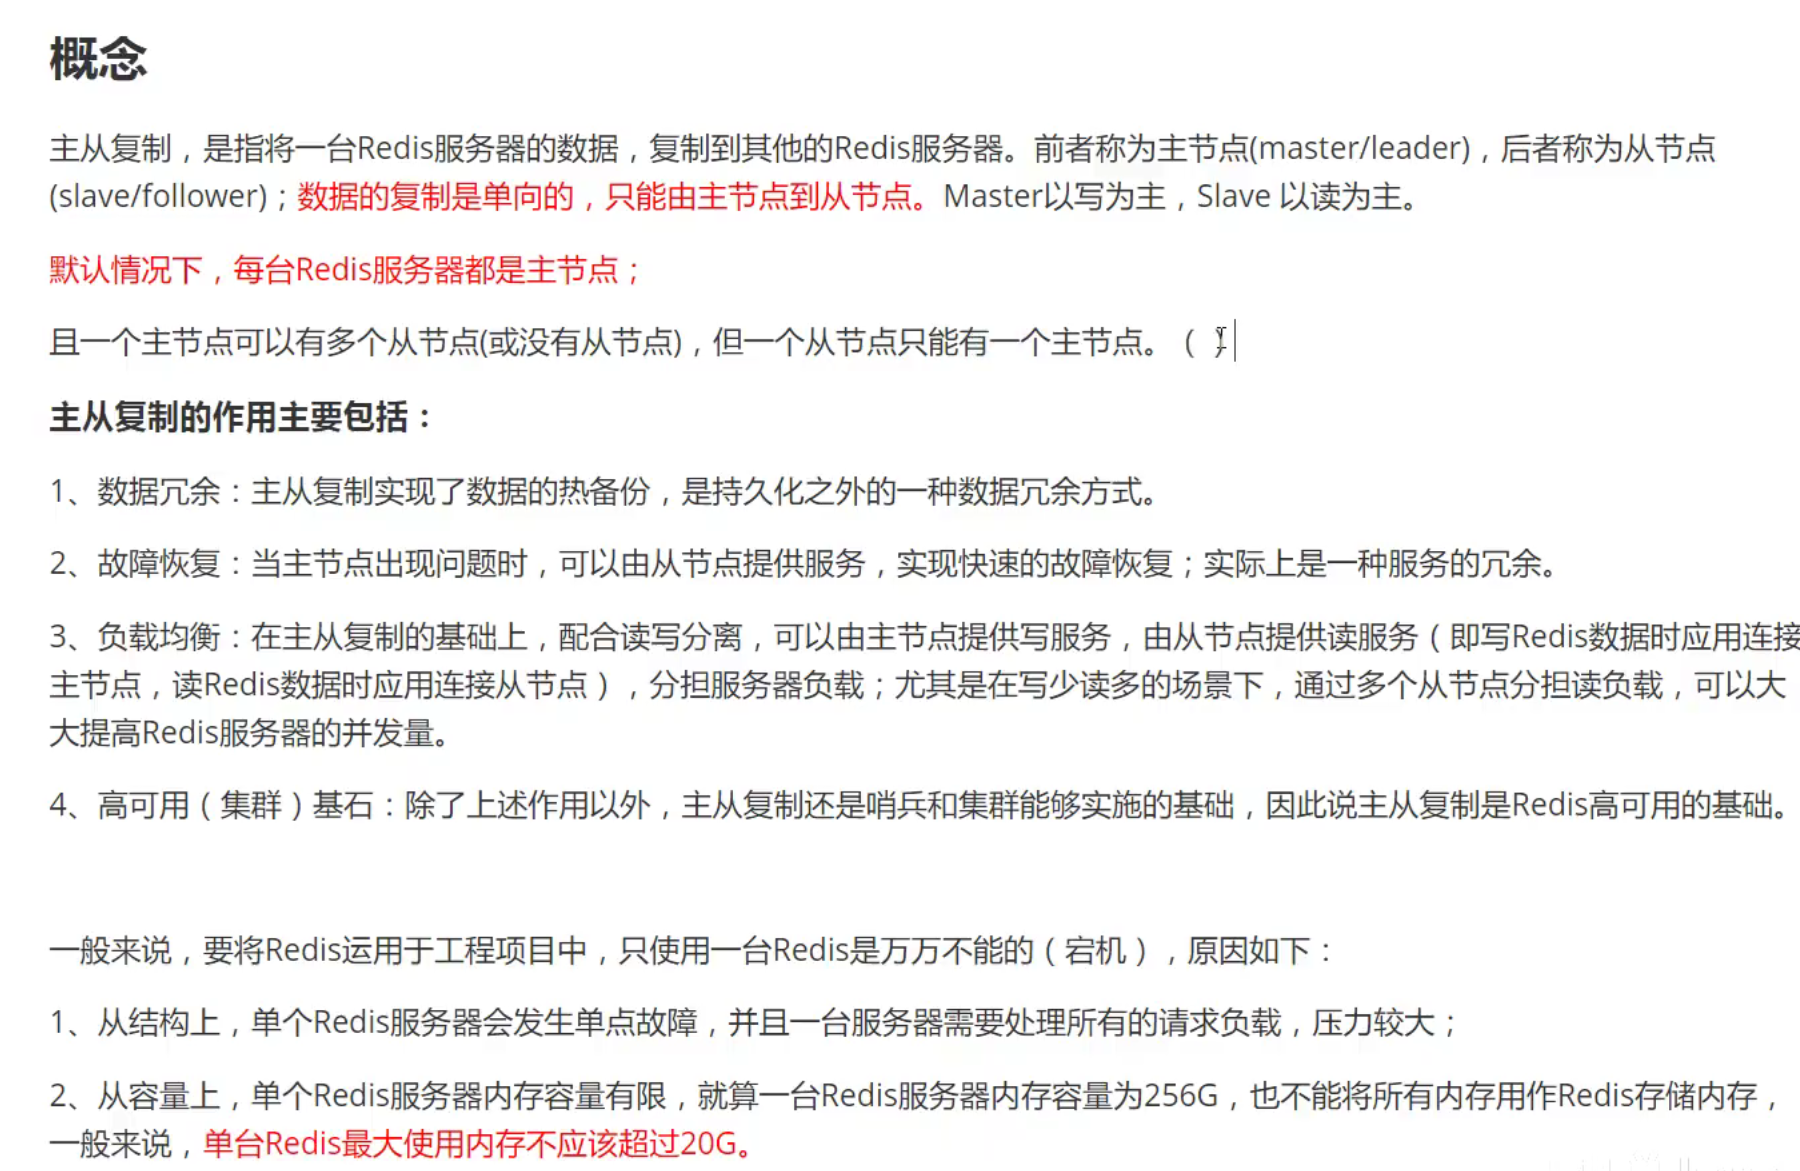 概念
主从复制，是指将一台Redis服务器的数据，复制到其他的Redis服务器。前者称为主节点(master/leader)，后者称为从节点
(slave/follower)；数据的复制是单向的，只能由主节点到从节点。Master以写为主，Slave 以读为主。
默认情况下，每台Redis服务器都是主节点；
且一个主节点可以有多个从节点(或没有从节点)，但一个从节点只能有一个主节点。（ ）
主从复制的作用主要包括：
1、数据冗余：主从复制实现了数据的热备份，是持久化之外的一种数据冗余方式。
2、故障恢复：当主节点出现问题时，可以由从节点提供服务，实现快速的故障恢复；实际上是一种服务的冗余。
3、负载均衡：在主从复制的基础上，配合读写分离，可以由主节点提供写服务，由从节点提供读服务（即写Redis数据时应用连接
主节点，读Redis数据时应用连接从节点），分担服务器负载；尤其是在写少读多的场景下，通过多个从节点分担读负载，可以大
大提高Redis服务器的并发量。
4、高可用（集群）基石：除了上述作用以外，主从复制还是哨兵和集群能够实施的基础，因此说主从复制是Redis高可用的基础。
一般来说，要将Redis运用于工程项目中，只使用一台Redis是万万不能的（宕机），原因如下：
1、从结构上，单个Redis服务器会发生单点故障，并且一台服务器需要处理所有的请求负载，压力较大；
2、从容量上，单个Redis服务器内存容量有限，就算一台Redis服务器内存容量为256G，也不能将所有内存用作Redis存储内存，
一般来说，单台Redis最大使用内存不应该超过20G。